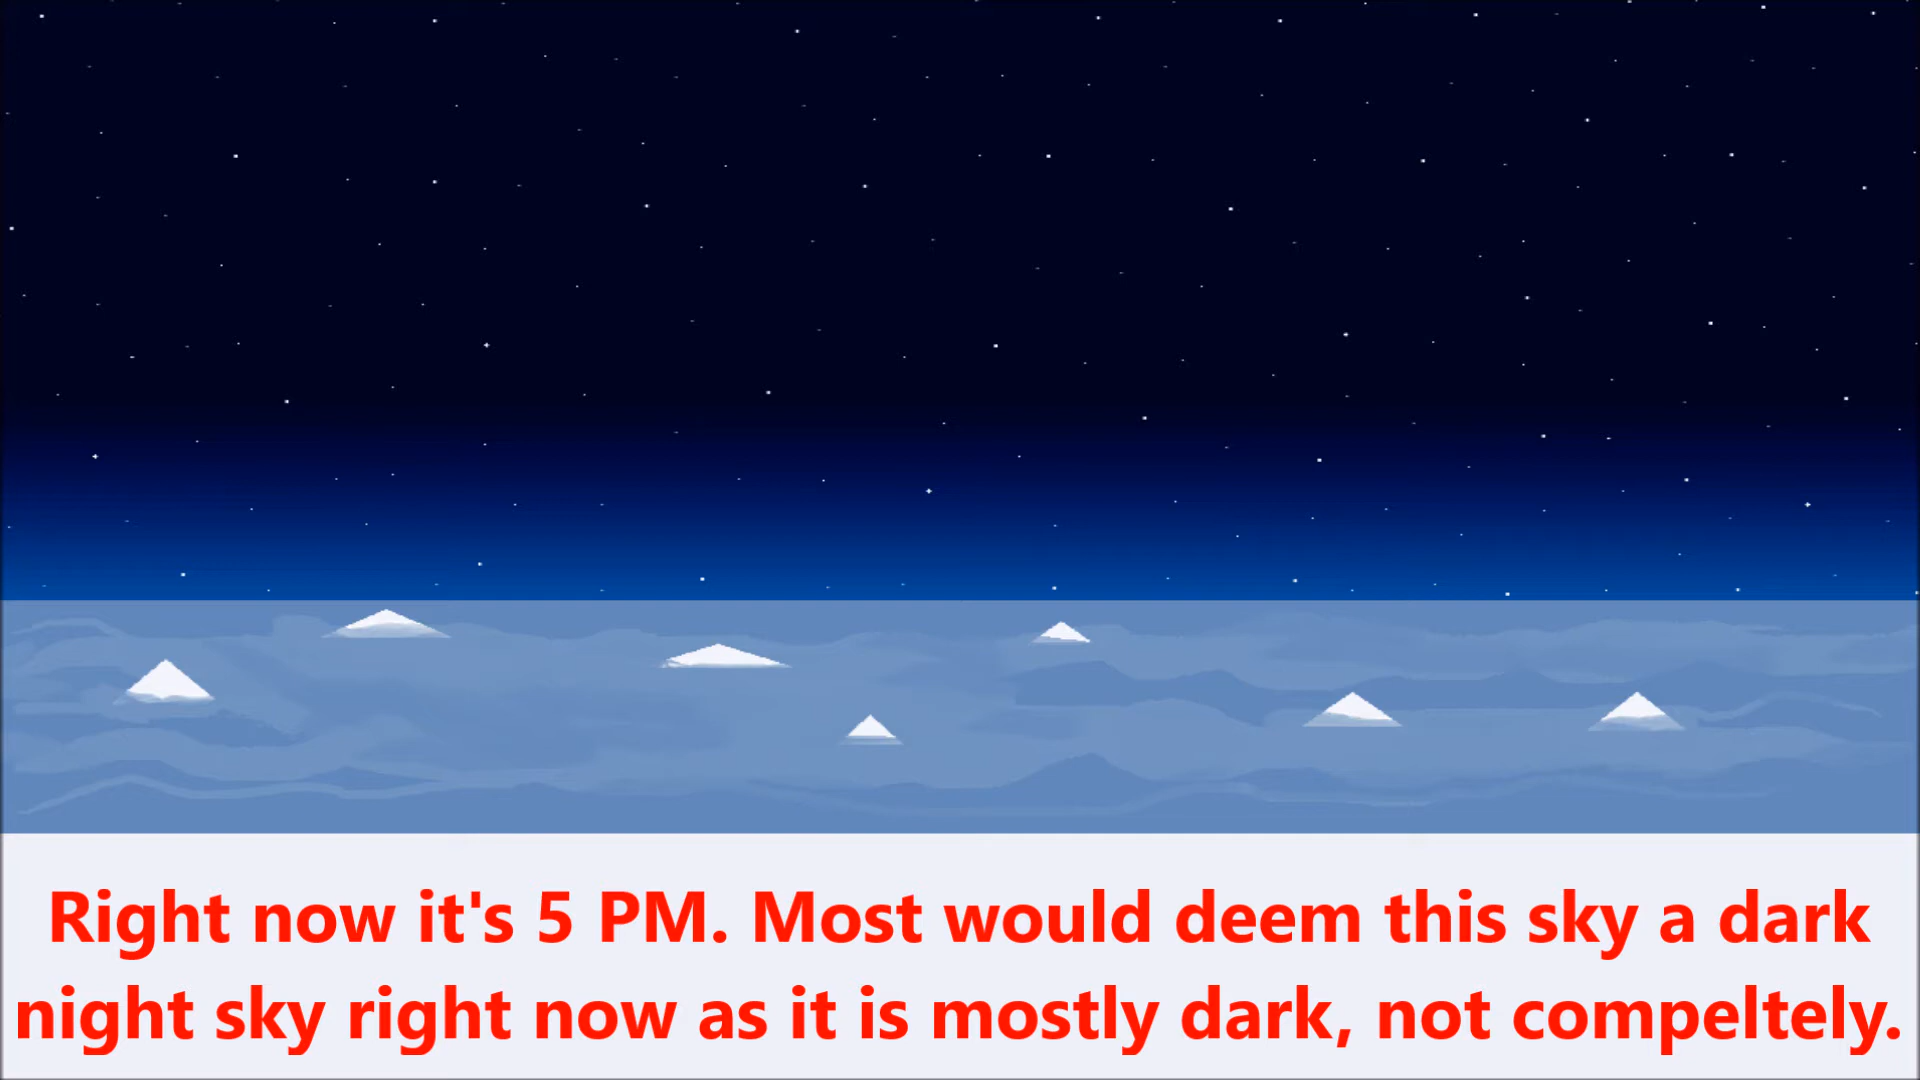 Right now it's 5 PM. Most would deem this sky a dark
night sky right now as it is mostly dark, not compeltely.